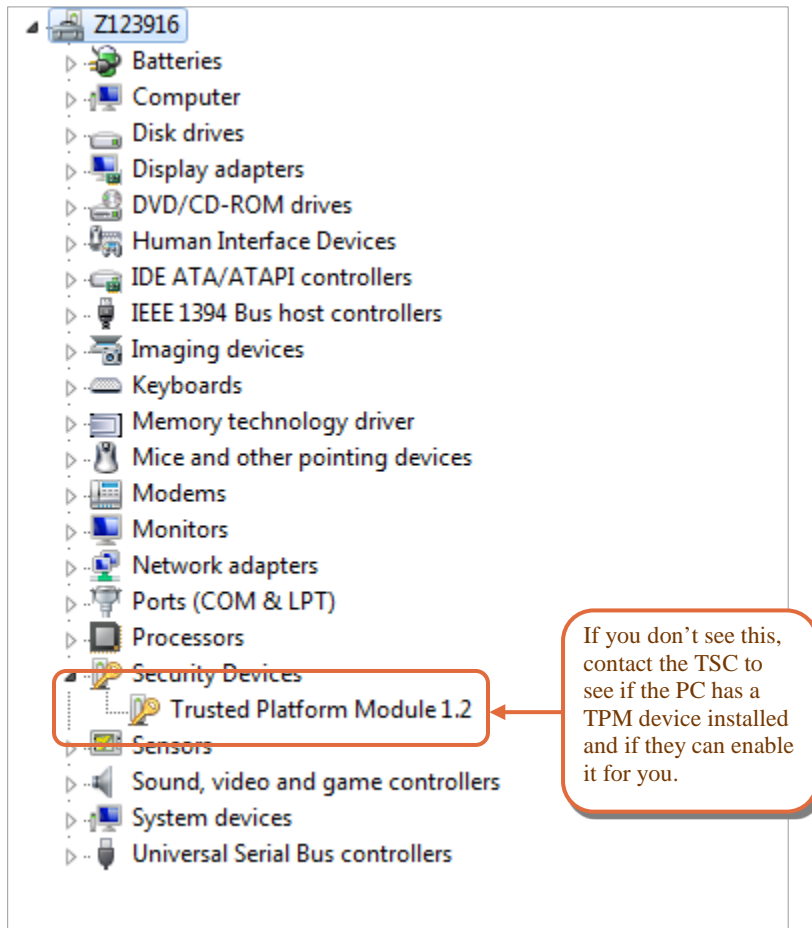 Z123916
Batteries
Computer
Disk drives
Display adapters
DVD/CD-ROM drives
Human Interface Devices
IDE ATA/ATAPI controllers
IEEE 1394 Bus host controllers
Imaging devices
Keyboards
Memory technology driver
Mice and other pointing devices
Modems
Monitors
Network adapters
Ports (COM & LPT)
Processors
Security Devices
Trusted Platform Module 1.2
Sensors
Sound, video and game controllers
System devices
Universal Serial Bus controllers
If you don’t see this,
contact the TSC to
see if the PC has a
TPM device installed
and if they can enable
it for you.